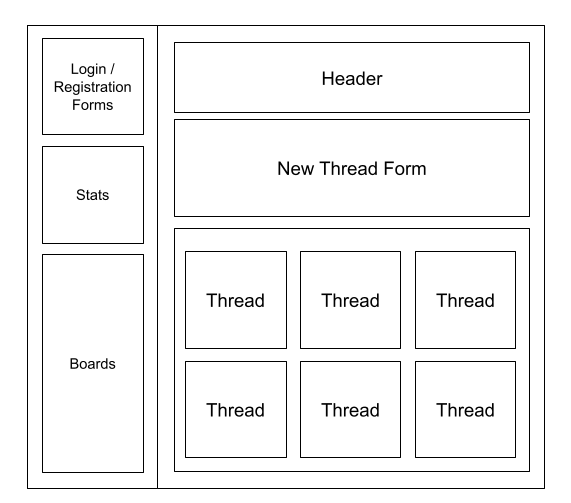 Login /
Registration
Forms
Stats
Boards
Header
New Thread Form
Thread
Thread
Thread
Thread
Thread
Thread